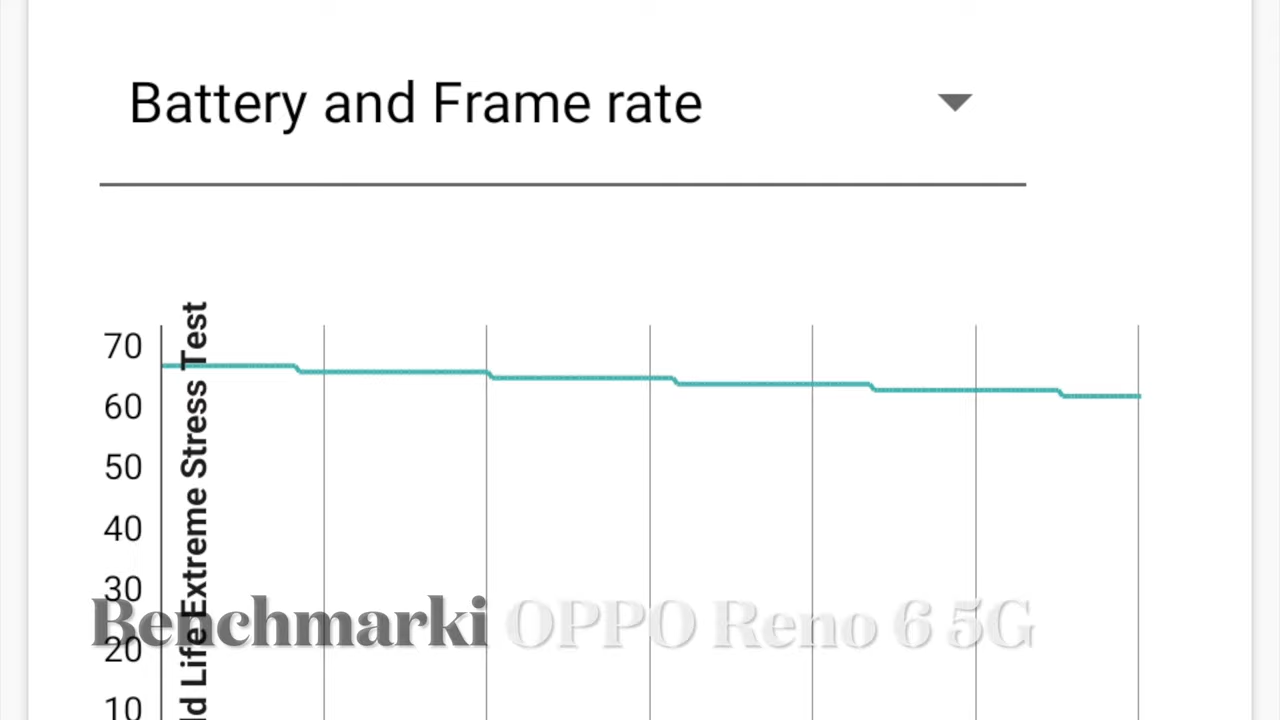 Battery and Frame rate
70
60
50
40
30
20
10
ld Life Extreme Stress Test
Benchmarki OPPO Reno 6 5G